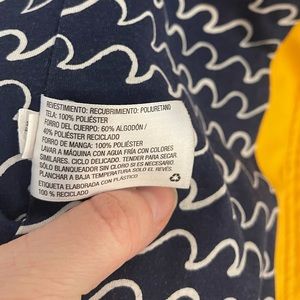 REVESTIMIENTO: RECUBRIMIENTO: POLIURETANO
TELA: 100% POLIÉSTER
FORRO DEL CUERPO: 60% ALGODÓN /
40% POLIÉSTER RECICLADO
FORRO DE MANGA: 100% POLIÉSTER
LAVAR A MÁQUINA CON AGUA FRÍA CON COLORES
SIMILARES. CICLO DELICADO. TENDER PARA SECAR.
SÓLO BLANQUEADOR SIN CLORO SI ES NECESARIO.
PLANCHAR A BAJA TEMPERATURA SÓLO EL REVÉS.
ETIQUETA ELABORADA CON PLÁSTICO
100 % RECICLADO